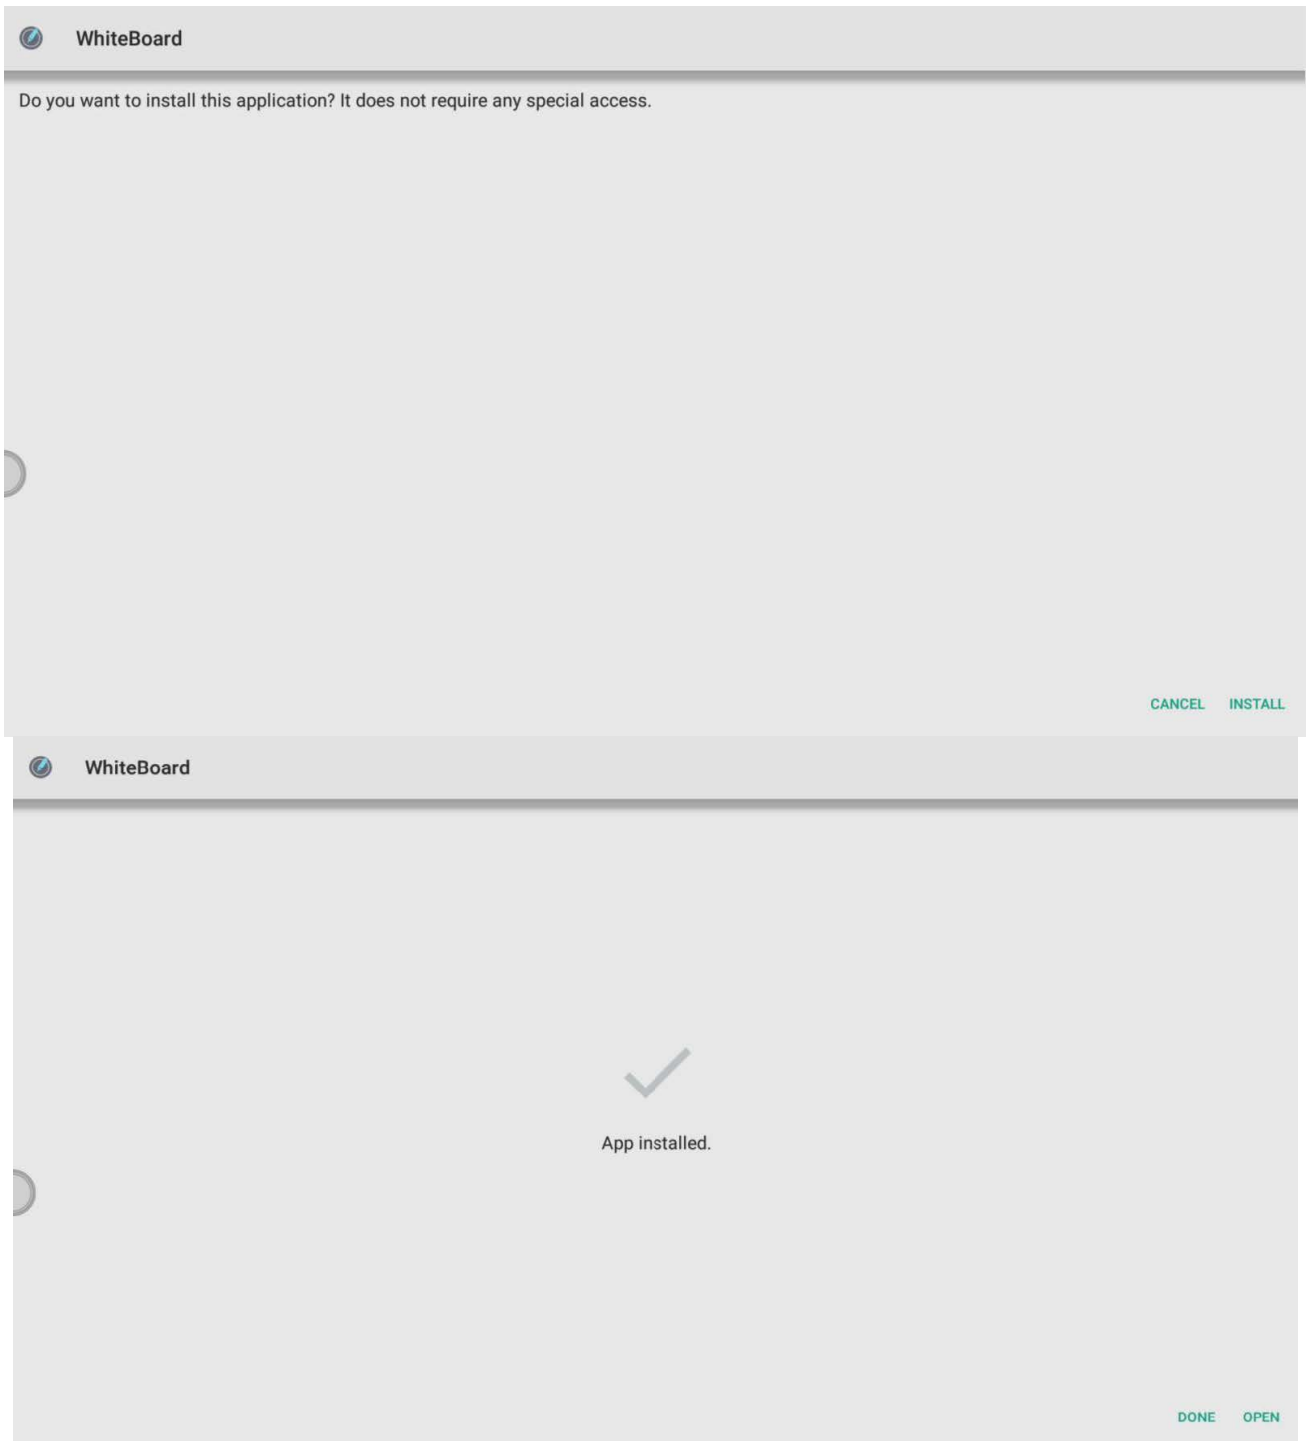 WhiteBoard
Do you want to install this application? It does not require any special access.
CANCEL INSTALL
WhiteBoard
App installed.
DONE OPEN